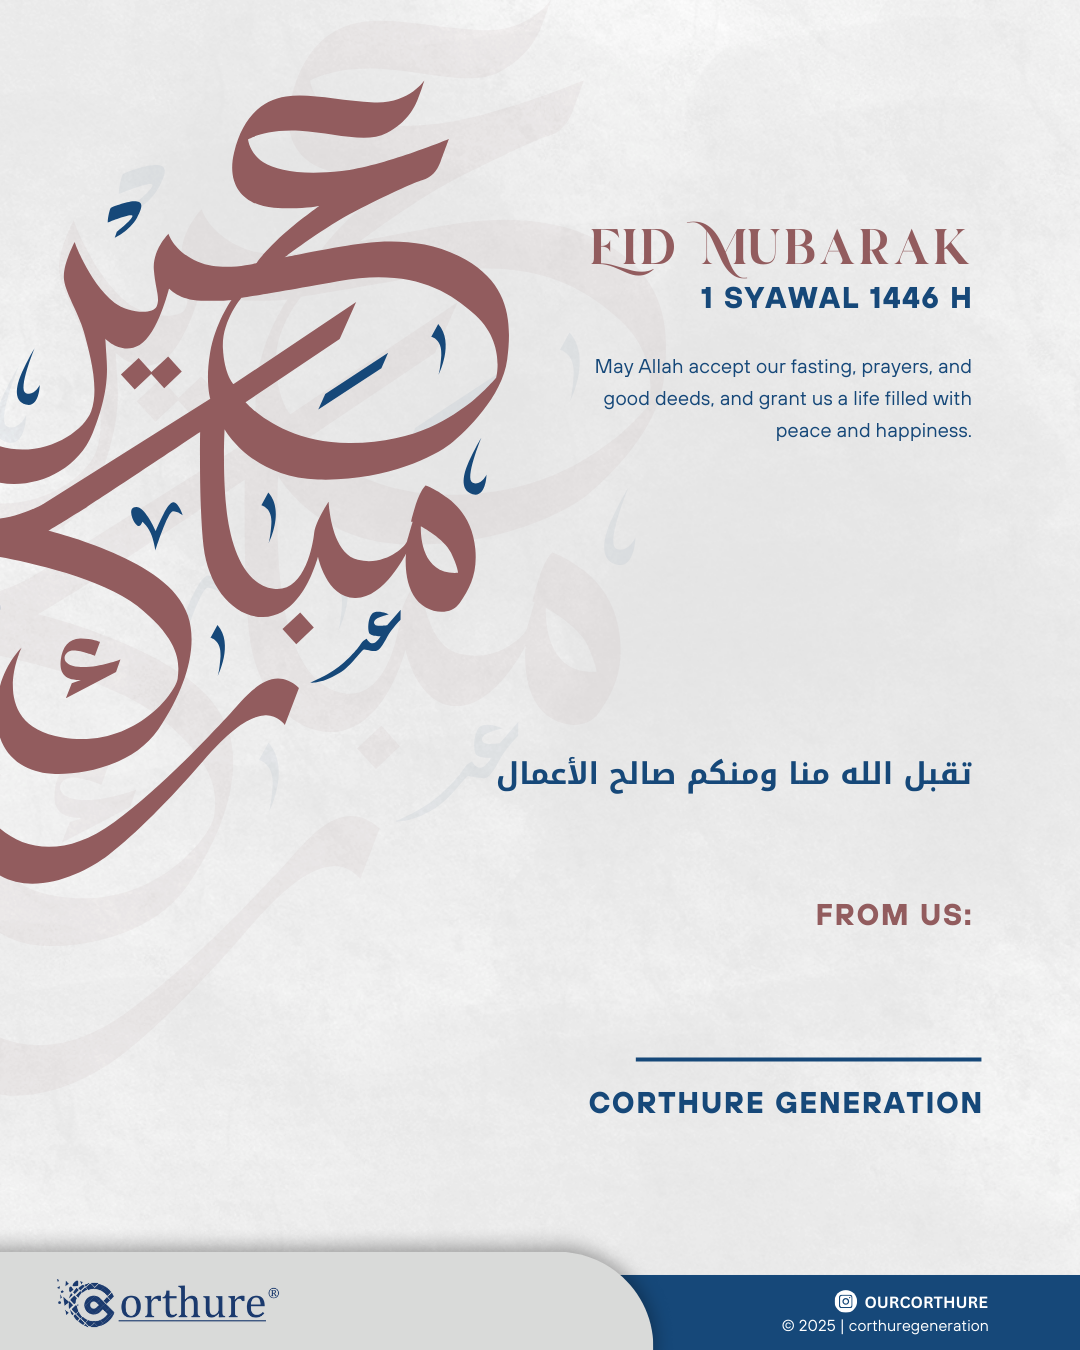 عيد
مبارك
EID MUBARAK
1 SYAWAL 1446 H
May Allah accept our fasting, prayers, and
good deeds, and grant us a life filled with
peace and happiness.
تقبل الله منا ومنكم صالح الأعمال
FROM US:
CORTHURE GENERATION
Corthure®
OURCORTHURE
© 2025 | corthuregeneration